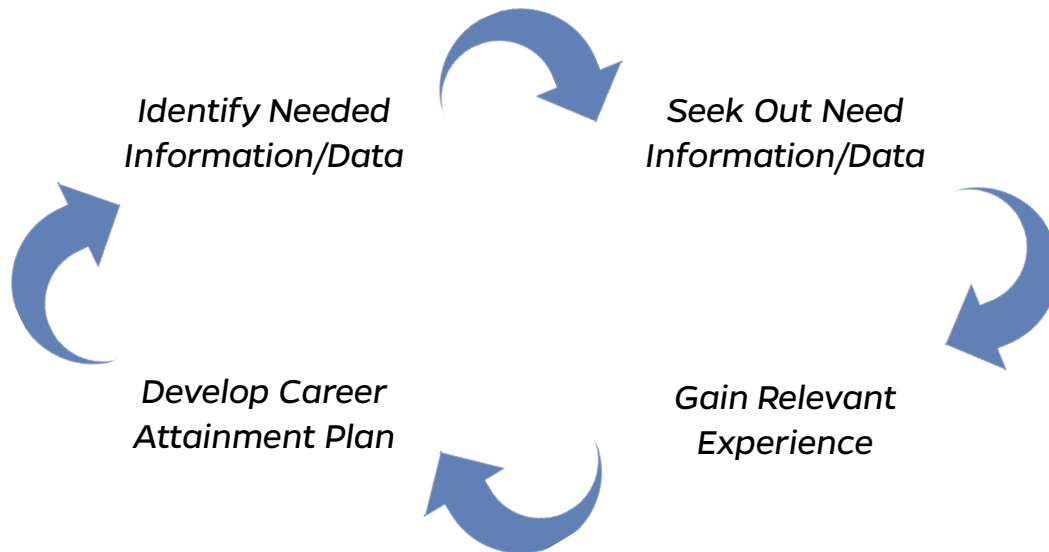 Identify Needed
Information/Data
Seek Out Need
Information/Data
Gain Relevant
Experience
Develop Career
Attainment Plan